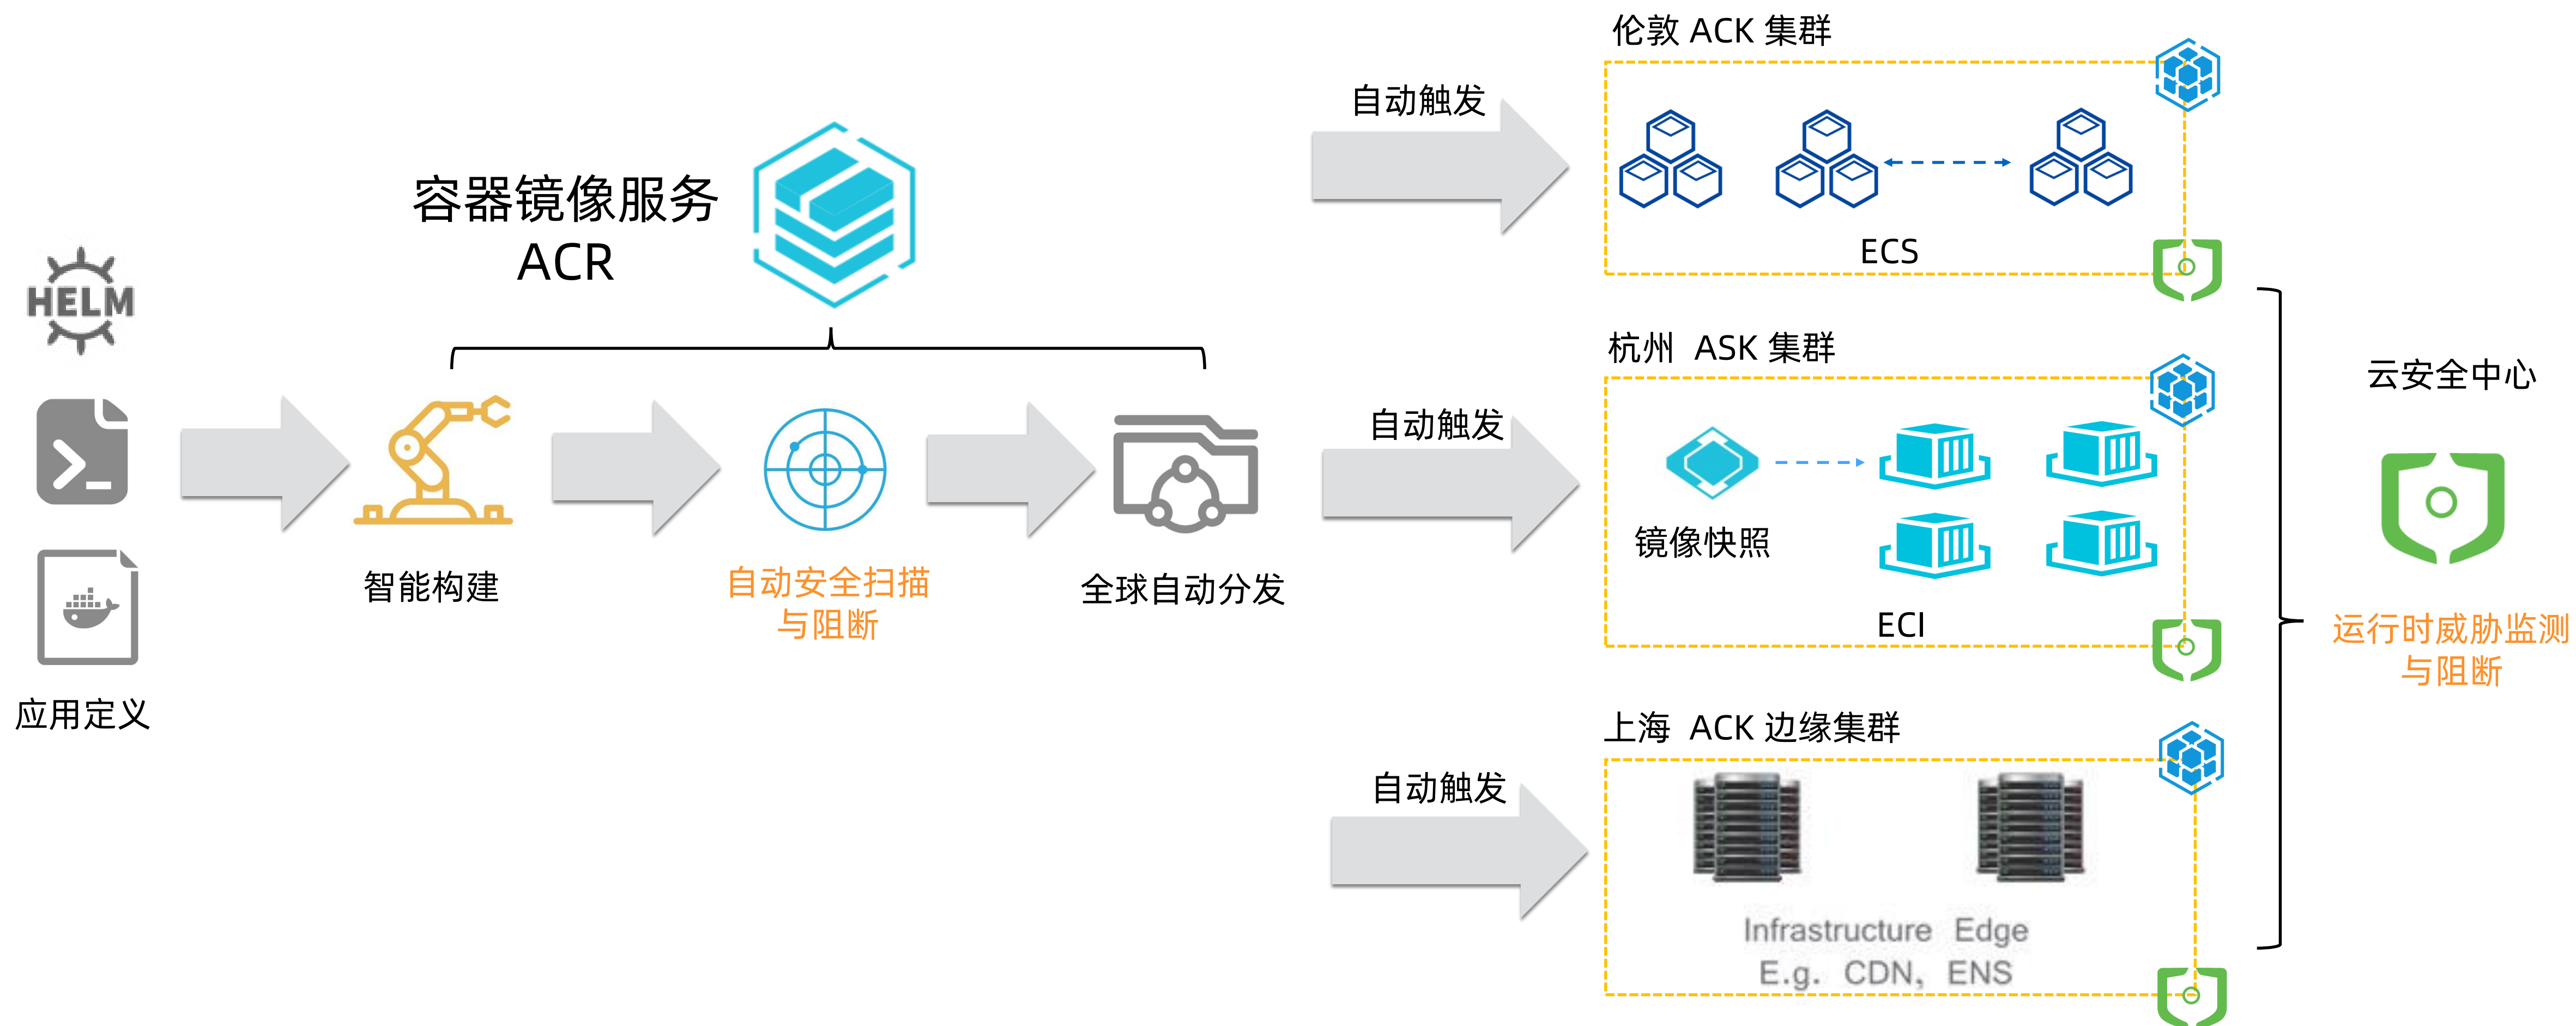 HELM
应用定义
容器镜像服务
ACR
智能构建
自动安全扫描
与阻断
全球自动分发
自动触发
伦敦 ACK 集群
ECS
自动触发
杭州 ASK 集群
镜像快照
ECI
自动触发
上海 ACK 边缘集群
Infrastructure Edge
E.g. CDN, ENS
云安全中心
运行时威胁监测
与阻断